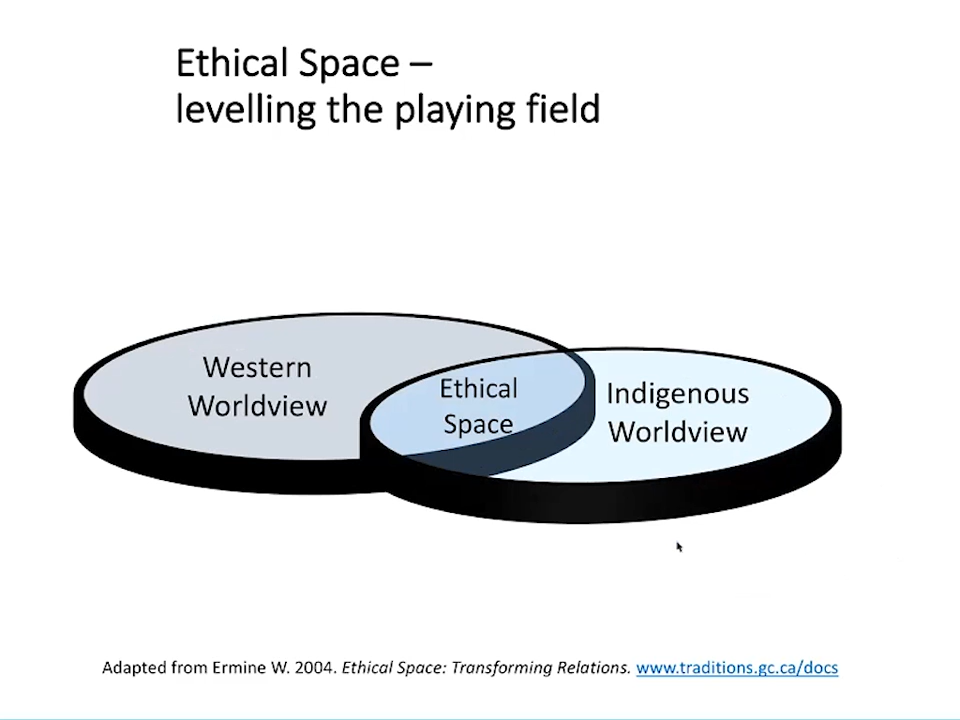 Ethical Space –
levelling the playing field
Western
Worldview
Ethical
Space
Indigenous
Worldview
Adapted from Ermine W. 2004. Ethical Space: Transforming Relations. www.traditions.gc.ca/docs